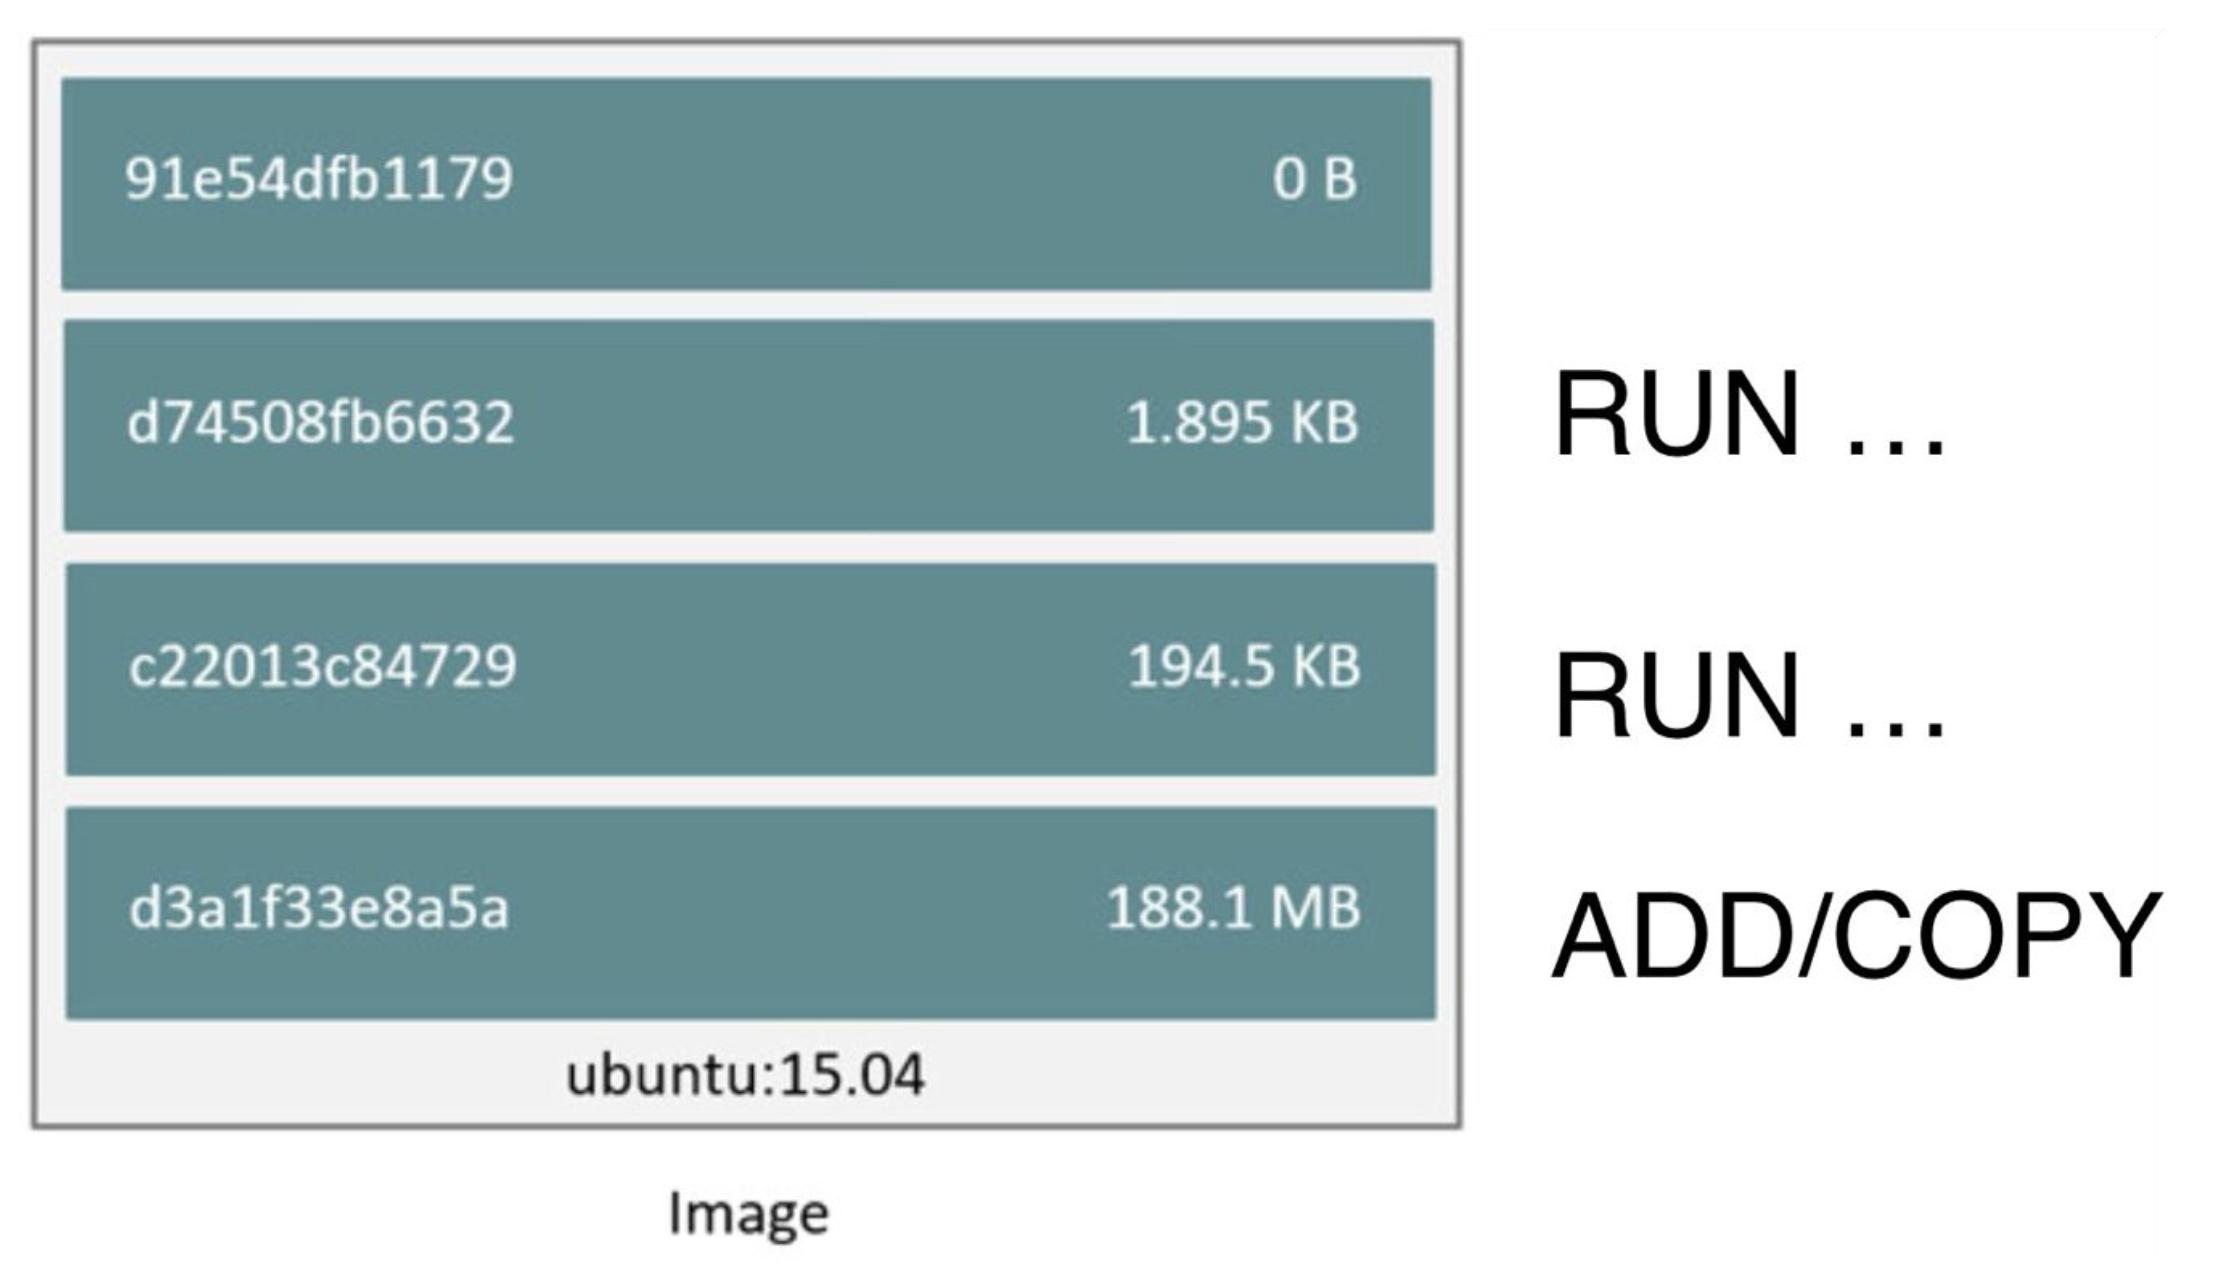 91e54dfb1179 0 B
d74508fb6632 1.895 KB RUN ...
c22013c84729 194.5 KB RUN ...
d3a1f33e8a5a 188.1 MB ADD/COPY
ubuntu:15.04
Image